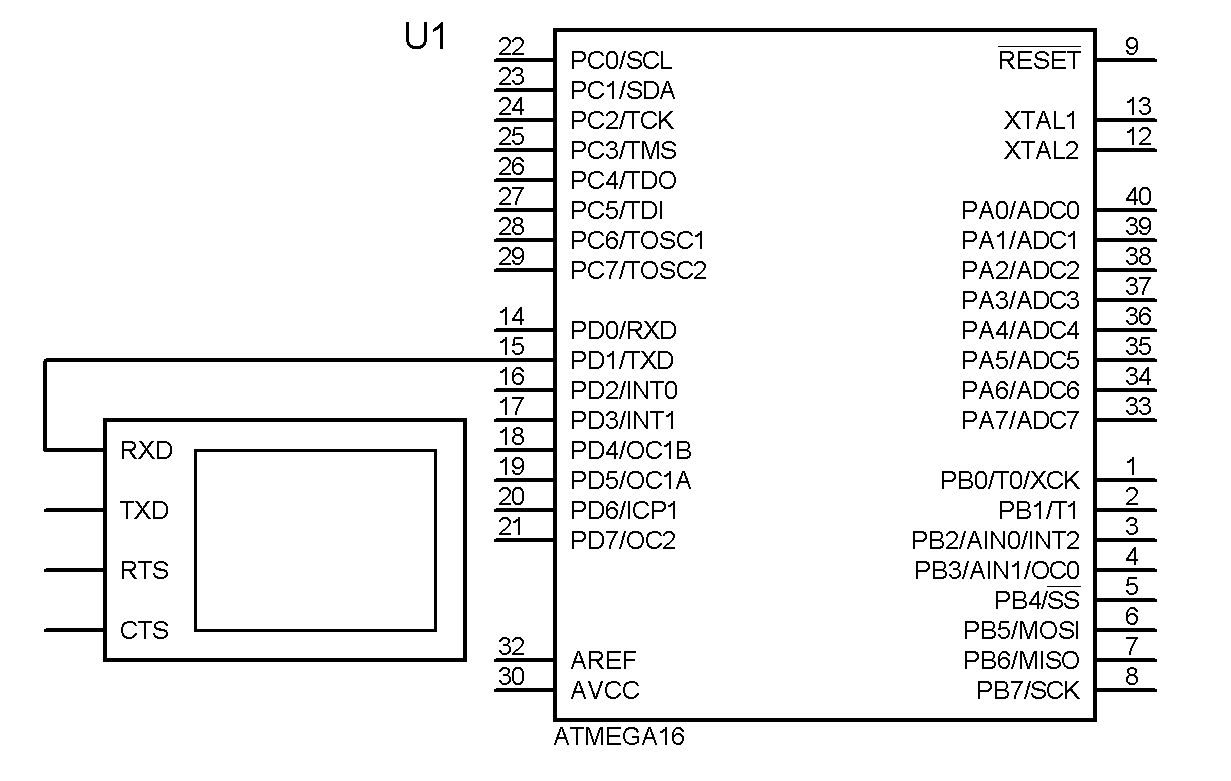 U1
22 PC0/SCL
23 PC1/SDA
24 PC2/TCK
25 PC3/TMS
26 PC4/TDO
27 PC5/TDI
28 PC6/TOSC1
29 PC7/TOSC2
14 PD0/RXD
15 PD1/TXD
16 PD2/INT0
17 PD3/INT1
18 PD4/OC1B
19 PD5/OC1A
20 PD6/ICP1
21 PD7/OC2
32 AREF
30 AVCC
RESET 9
XTAL1 13
XTAL2 12
PA0/ADC0 40
PA1/ADC1 39
PA2/ADC2 38
PA3/ADC3 37
PA4/ADC4 36
PA5/ADC5 35
PA6/ADC6 34
PA7/ADC7 33
PB0/T0/XCK 1
PB1/T1 2
PB2/AIN0/INT2 3
PB3/AIN1/OC0 4
PB4/SS 5
PB5/MOSI 6
PB6/MISO 7
PB7/SCK 8
ATMEGA16
RXD
TXD
RTS
CTS